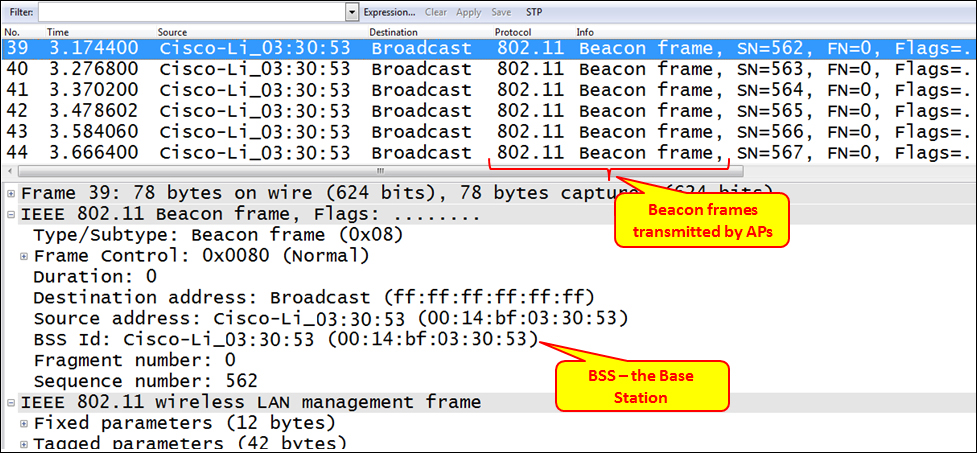 Filter: Expression... Clear Apply Save STP
No. Time Source Destination Protocol Info
39 3.174400 Cisco-Li_03:30:53 Broadcast 802.11 Beacon frame, SN=562, FN=0, Flags=.
40 3.276800 Cisco-Li_03:30:53 Broadcast 802.11 Beacon frame, SN=563, FN=0, Flags=.
41 3.370200 Cisco-Li_03:30:53 Broadcast 802.11 Beacon frame, SN=564, FN=0, Flags=.
42 3.478602 Cisco-Li_03:30:53 Broadcast 802.11 Beacon frame, SN=565, FN=0, Flags=.
43 3.584060 Cisco-Li_03:30:53 Broadcast 802.11 Beacon frame, SN=566, FN=0, Flags=.
44 3.666400 Cisco-Li_03:30:53 Broadcast 802.11 Beacon frame, SN=567, FN=0, Flags=.
Frame 39: 78 bytes on wire (624 bits), 78 bytes captur (624 bits)
Beacon frames
transmitted by APs
IEEE 802.11 Beacon frame, Flags: ........
Type/Subtype: Beacon frame (0x08)
Frame Control: 0x0080 (Normal)
Duration: 0
Destination address: Broadcast (ff:ff:ff:ff:ff:ff)
Source address: Cisco-Li_03:30:53 (00:14:bf:03:30:53)
BSS Id: Cisco-Li_03:30:53 (00:14:bf:03:30:53)
BSS – the Base
Station
Fragment number: 0
Sequence number: 562
IEEE 802.11 wireless LAN management frame
Fixed parameters (12 bytes)
Tagged parameters (42 bytes)